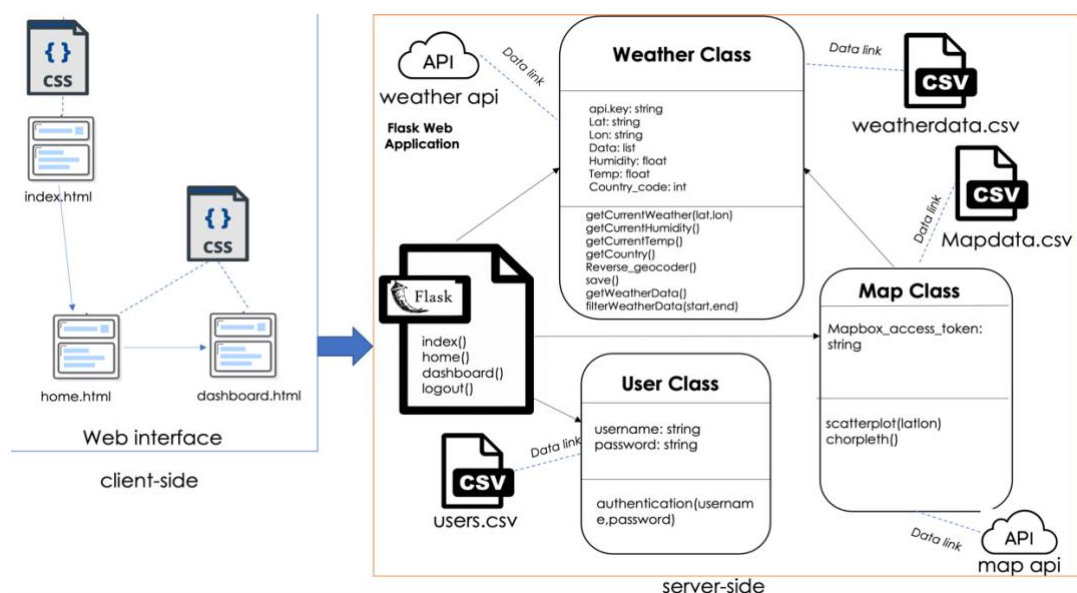 { }
CSS
index.html
{ }
CSS
home.html
dashboard.html
Web interface
client-side
API
weather api
Data link
Flask Web
Application
Weather Class
api.key: string
Lat: string
Lon: string
Data: list
Humidity: float
Temp: float
Country_code: int
getCurrentWeather(lat,lon)
getCurrentHumidity()
getCurrentTemp()
getCountry()
Reverse_geocoder()
save()
getWeatherData()
filterWeatherData(start,end)
Data link
CSV
weatherdata.csv
CSV
Mapdata.csv
Data link
Flask
index()
home()
dashboard()
logout()
Map Class
Mapbox_access_token:
string
scatterplot(latlon)
chorpleth()
User Class
username: string
password: string
authentication(usernam
e,password)
Data link
CSV
users.csv
Data link
API
map api
server-side